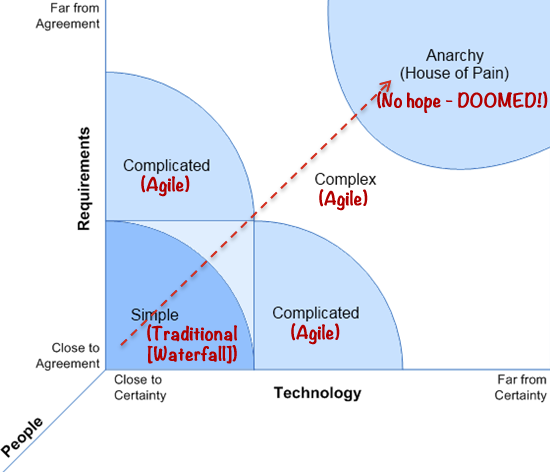 Far from
Agreement
Anarchy
(House of Pain)
(No hope - DOOMED!)
Requirements
Complicated
(Agile)
Complex
(Agile)
Simple
(Traditional
[Waterfall])
Complicated
(Agile)
Close to
Agreement
Close to
Certainty
Technology
Far from
Certainty
People